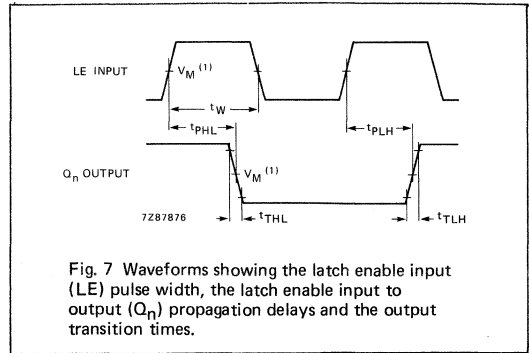 LE INPUT
V_M (1)
t_W
t_PHL
t_PLH
Q_n OUTPUT
V_M (1)
7Z87876
t_THL
t_TLH
Fig. 7 Waveforms showing the latch enable input
(LE) pulse width, the latch enable input to
output (Q_n) propagation delays and the output
transition times.